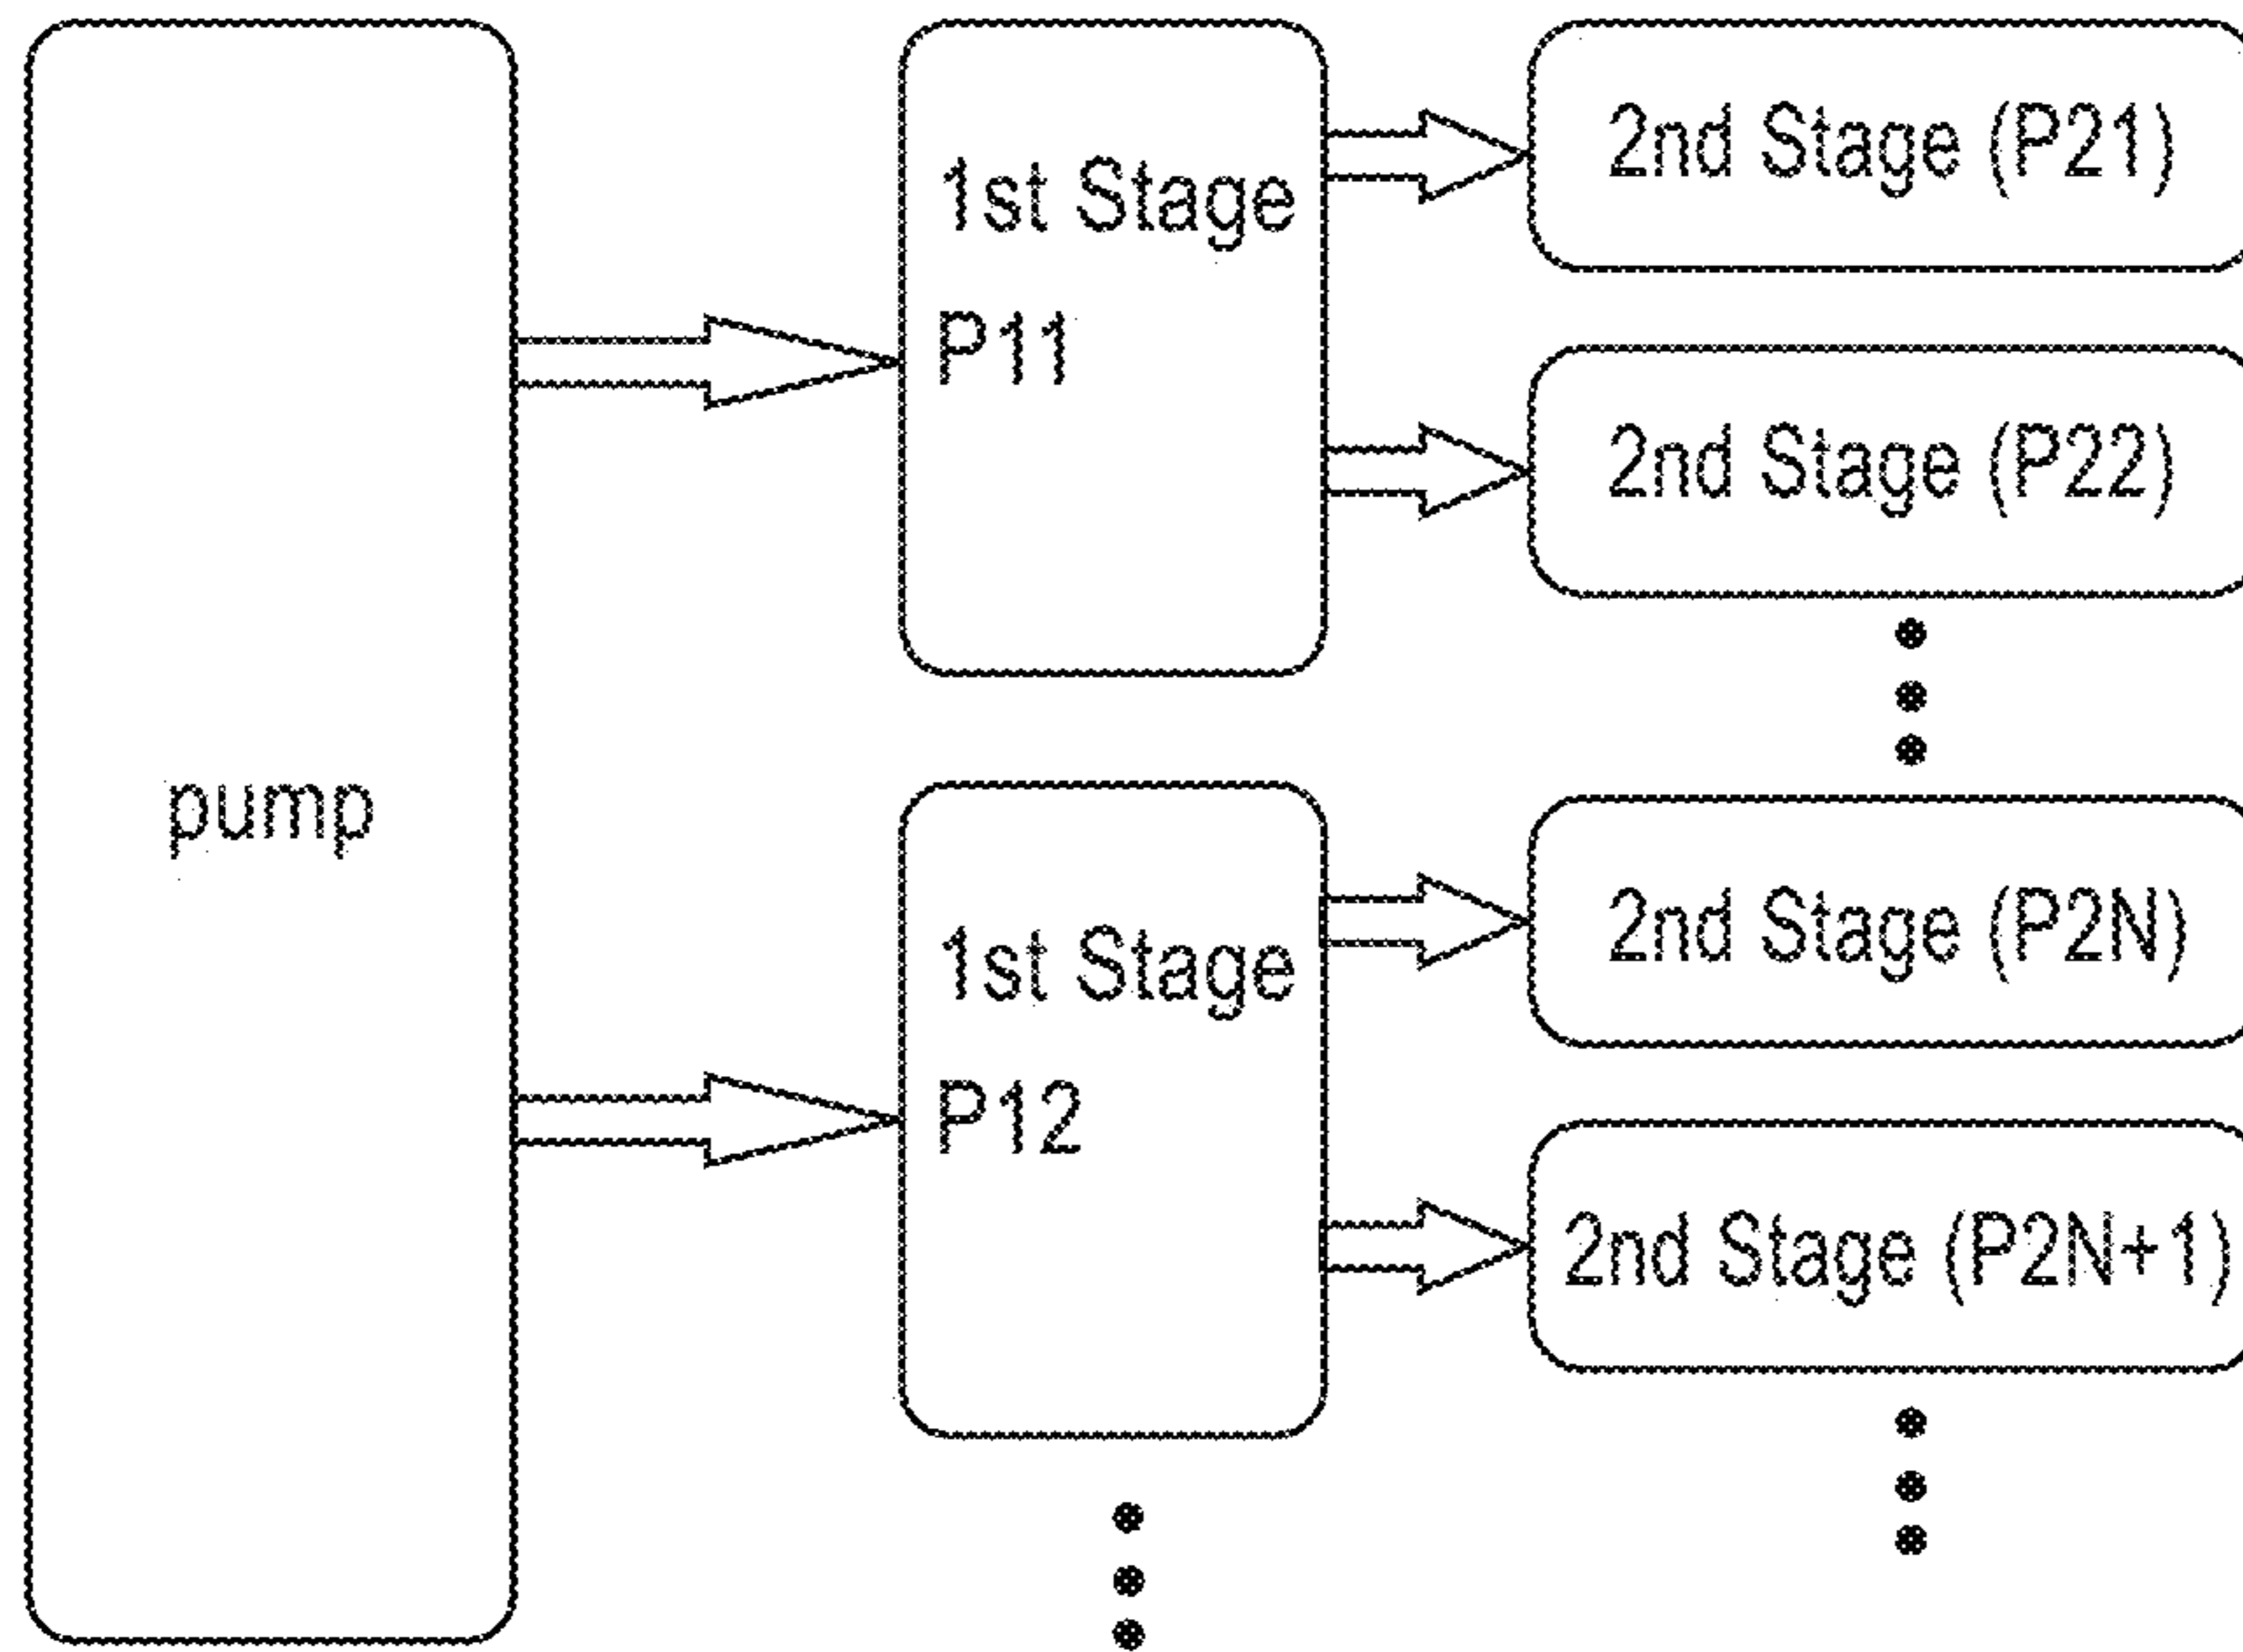 pump
1st Stage
P11
2nd Stage (P21)
2nd Stage (P22)
1st Stage
P12
2nd Stage (P2N)
2nd Stage (P2N+1)